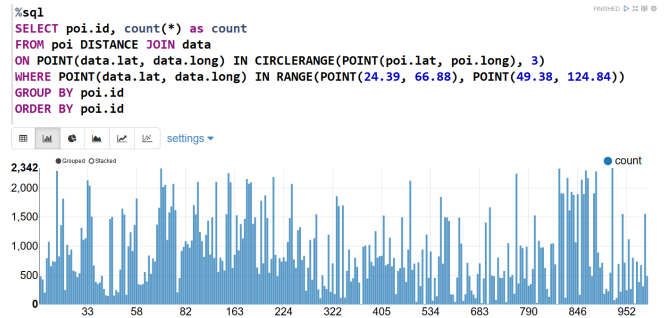 %sql
FINISHED
SELECT poi.id, count(*) as count
FROM poi DISTANCE JOIN data
ON POINT(data.lat, data.long) IN CIRCLERANGE(POINT(poi.lat, poi.long), 3)
WHERE POINT(data.lat, data.long) IN RANGE(POINT(24.39, 66.88), POINT(49.38, 124.84))
GROUP BY poi.id
ORDER BY poi.id
settings
Grouped Stacked count
2,342
2,000
1,500
1,000
500
0
33 58 82 163 224 322 405 534 683 790 846 952